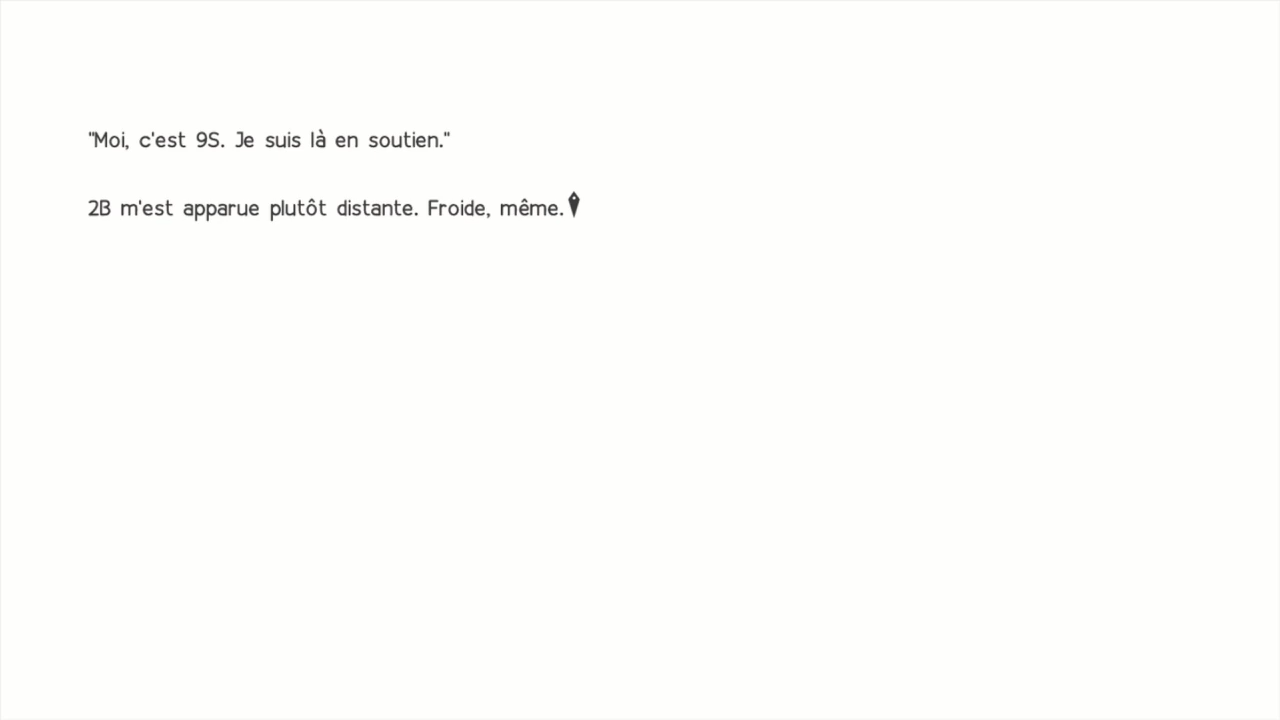 "Moi, c'est 9S. Je suis là en soutien."
2B m'est apparue plutôt distante. Froide, même.